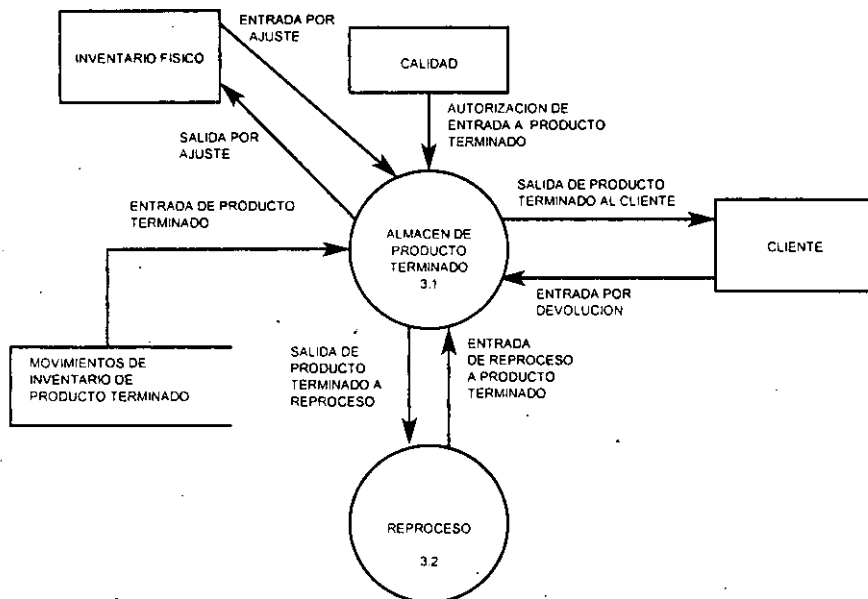 ENTRADA POR
AJUSTE
INVENTARIO FISICO
CALIDAD
SALIDA POR
AJUSTE
AUTORIZACION DE
ENTRADA A PRODUCTO
TERMINADO
ENTRADA DE PRODUCTO
TERMINADO
SALIDA DE PRODUCTO
TERMINADO AL CLIENTE
ALMACEN DE
PRODUCTO
TERMINADO
3.1
CLIENTE
ENTRADA POR
DEVOLUCION
MOVIMIENTOS DE
INVENTARIO DE
PRODUCTO TERMINADO
SALIDA DE
PRODUCTO
TERMINADO A
REPROCESO
ENTRADA
DE REPROCESO
A PRODUCTO
TERMINADO
REPROCESO
3.2